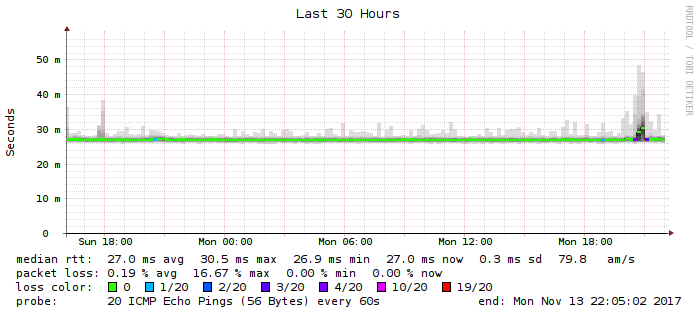 Last 30 Hours
RRDTOOL / TOBI OETIKER
Seconds
50 m
40 m
30 m
20 m
10 m
0
Sun 18:00 Mon 00:00 Mon 06:00 Mon 12:00 Mon 18:00
median rtt: 27.0 ms avg 30.5 ms max 26.9 ms min 27.0 ms now 0.3 ms sd 79.8 am/s
packet loss: 0.19 % avg 16.67 % max 0.00 % min 0.00 % now
loss color: 0 1/20 2/20 3/20 4/20 10/20 19/20
probe: 20 ICMP Echo Pings (56 Bytes) every 60s end: Mon Nov 13 22:05:02 2017